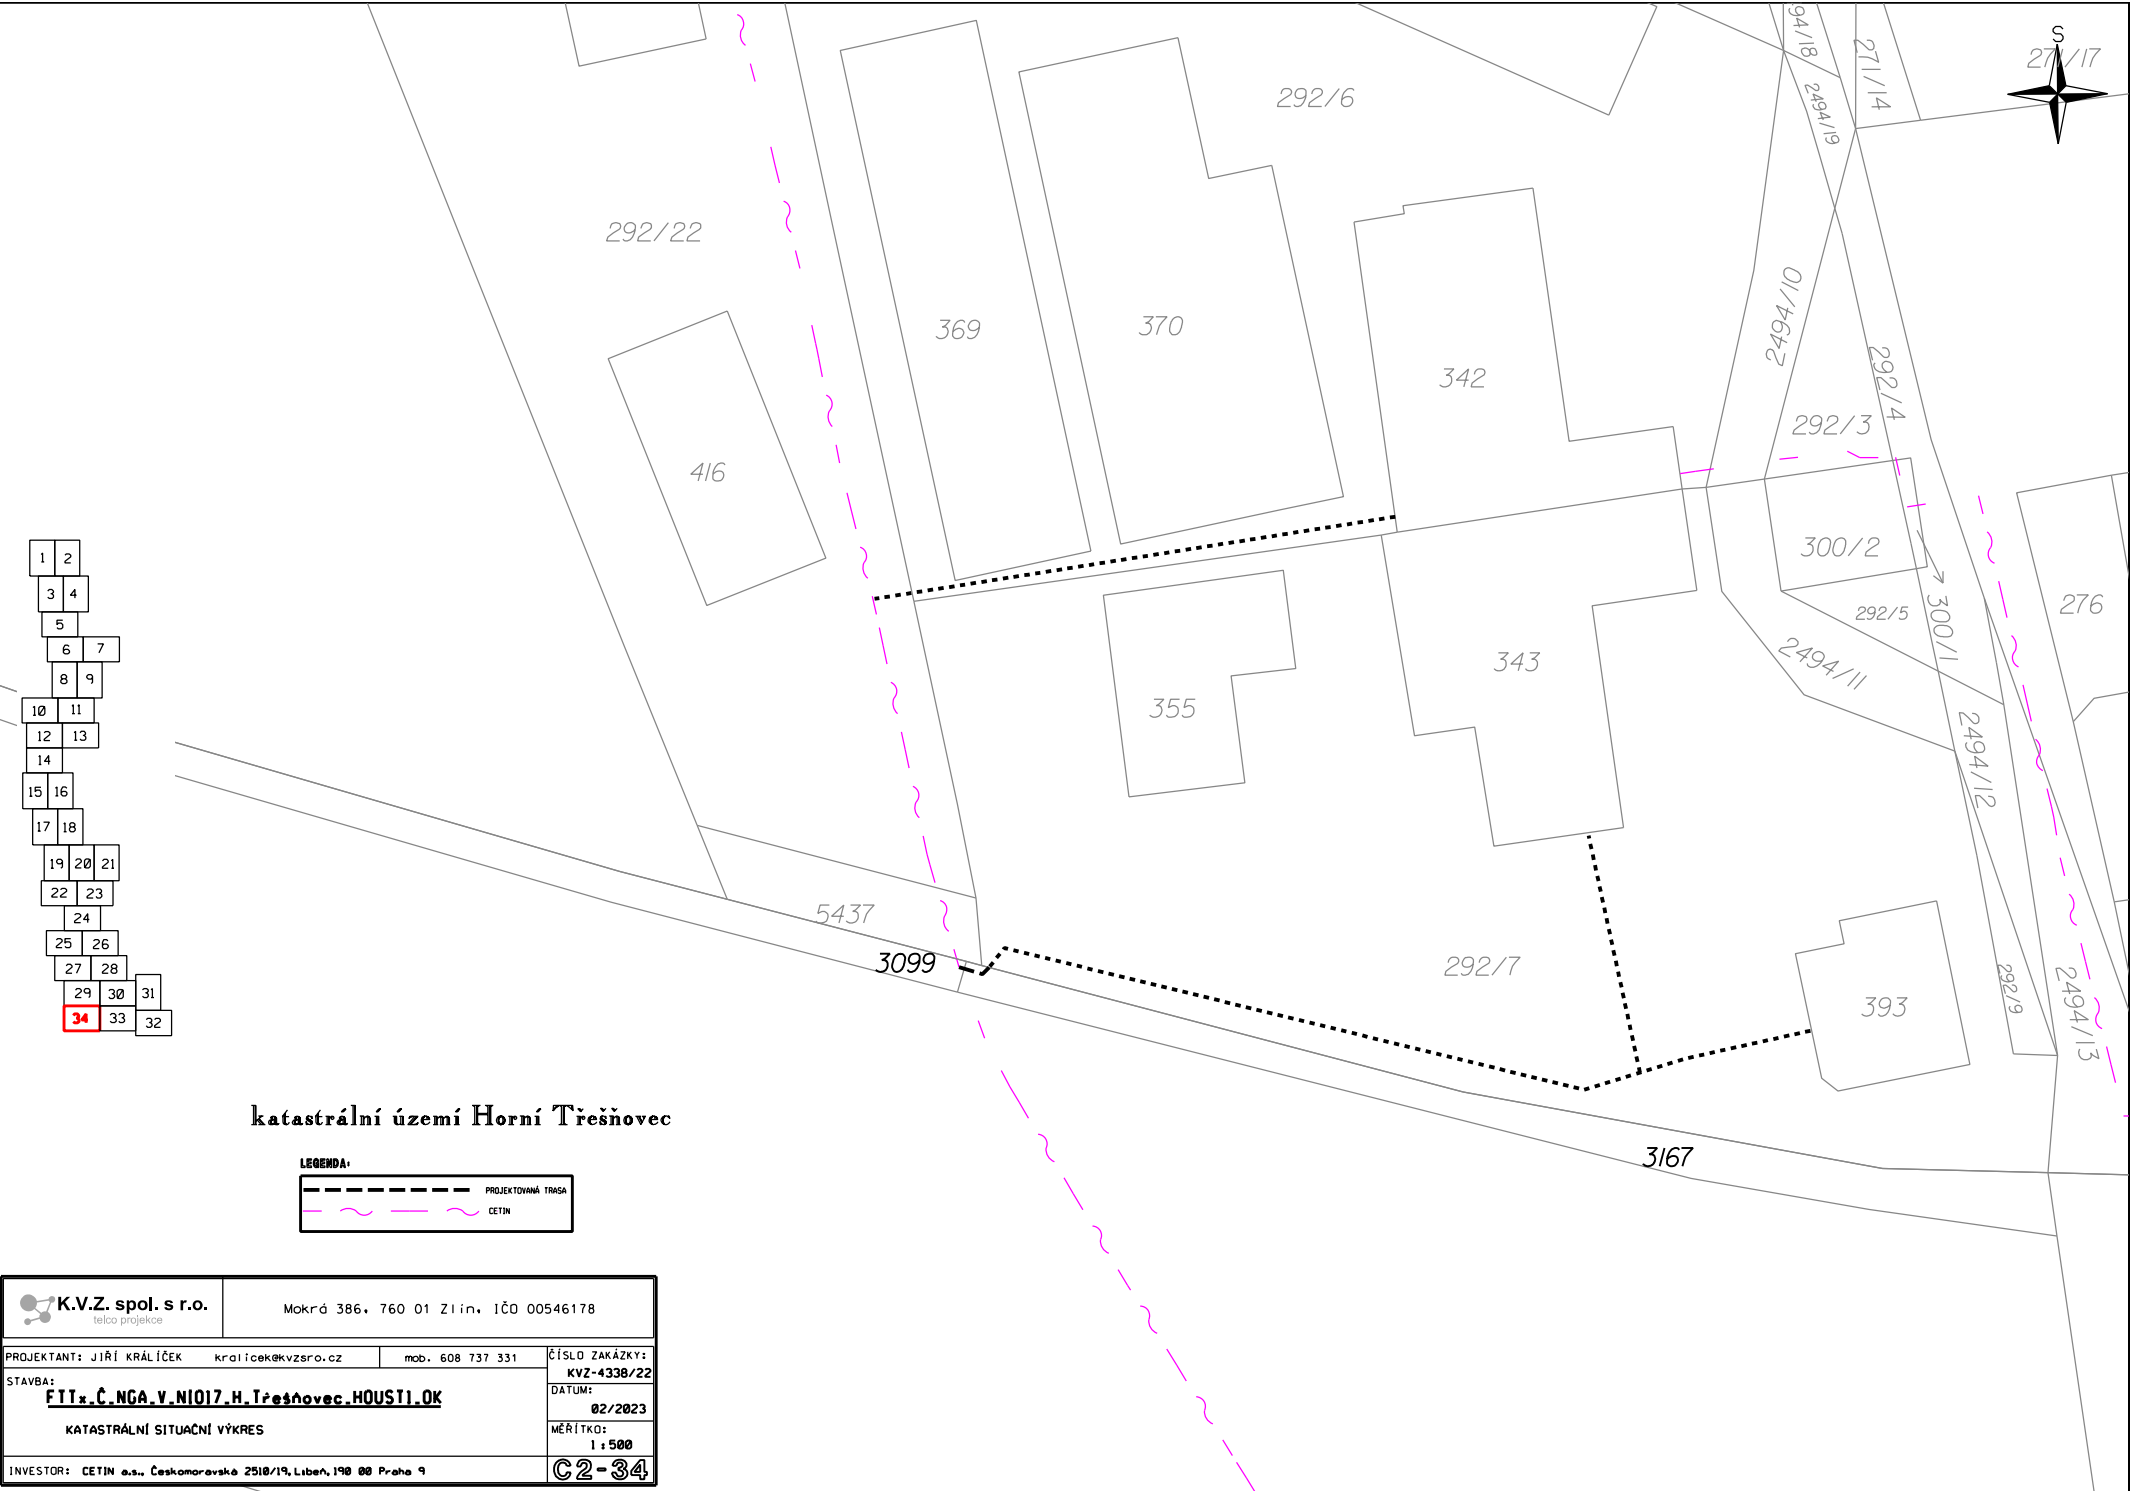 S
94/18
271/14
27/17
292/6
2494/19
292/22
2494/10
369
370
342
292/4
292/3
416
300/2
292/5
300/1
276
2494/11
343
355
2494/12
5437
3099
292/7
393
292/9
2494/13
3167
1 2
3 4
5
6 7
8 9
10 11
12 13
14
15 16
17 18
19 20 21
22 23
24
25 26
27 28
29 30 31
34 33 32
katastrální území Horní Třešňovec
LEGENDA:
PROJEKTOVANÁ TRASA
CETIN
K.V.Z. spol. s r.o.
telco projekce
Mokrá 386, 760 01 Zlín, IČO 00546178
PROJEKTANT: JIŘÍ KRÁLÍČEK kralicek@kvzsro.cz mob. 608 737 331
ČÍSLO ZAKÁZKY:
KVZ-4338/22
STAVBA:
FTTx_Č_NGA_V_N1017_H_Třešňovec_HOUST1_OK
KATASTRÁLNÍ SITUAČNÍ VÝKRES
DATUM:
02/2023
MĚŘÍTKO:
1:500
INVESTOR: CETIN a.s., Českomoravská 2510/19, Libeň, 190 00 Praha 9
C2-34